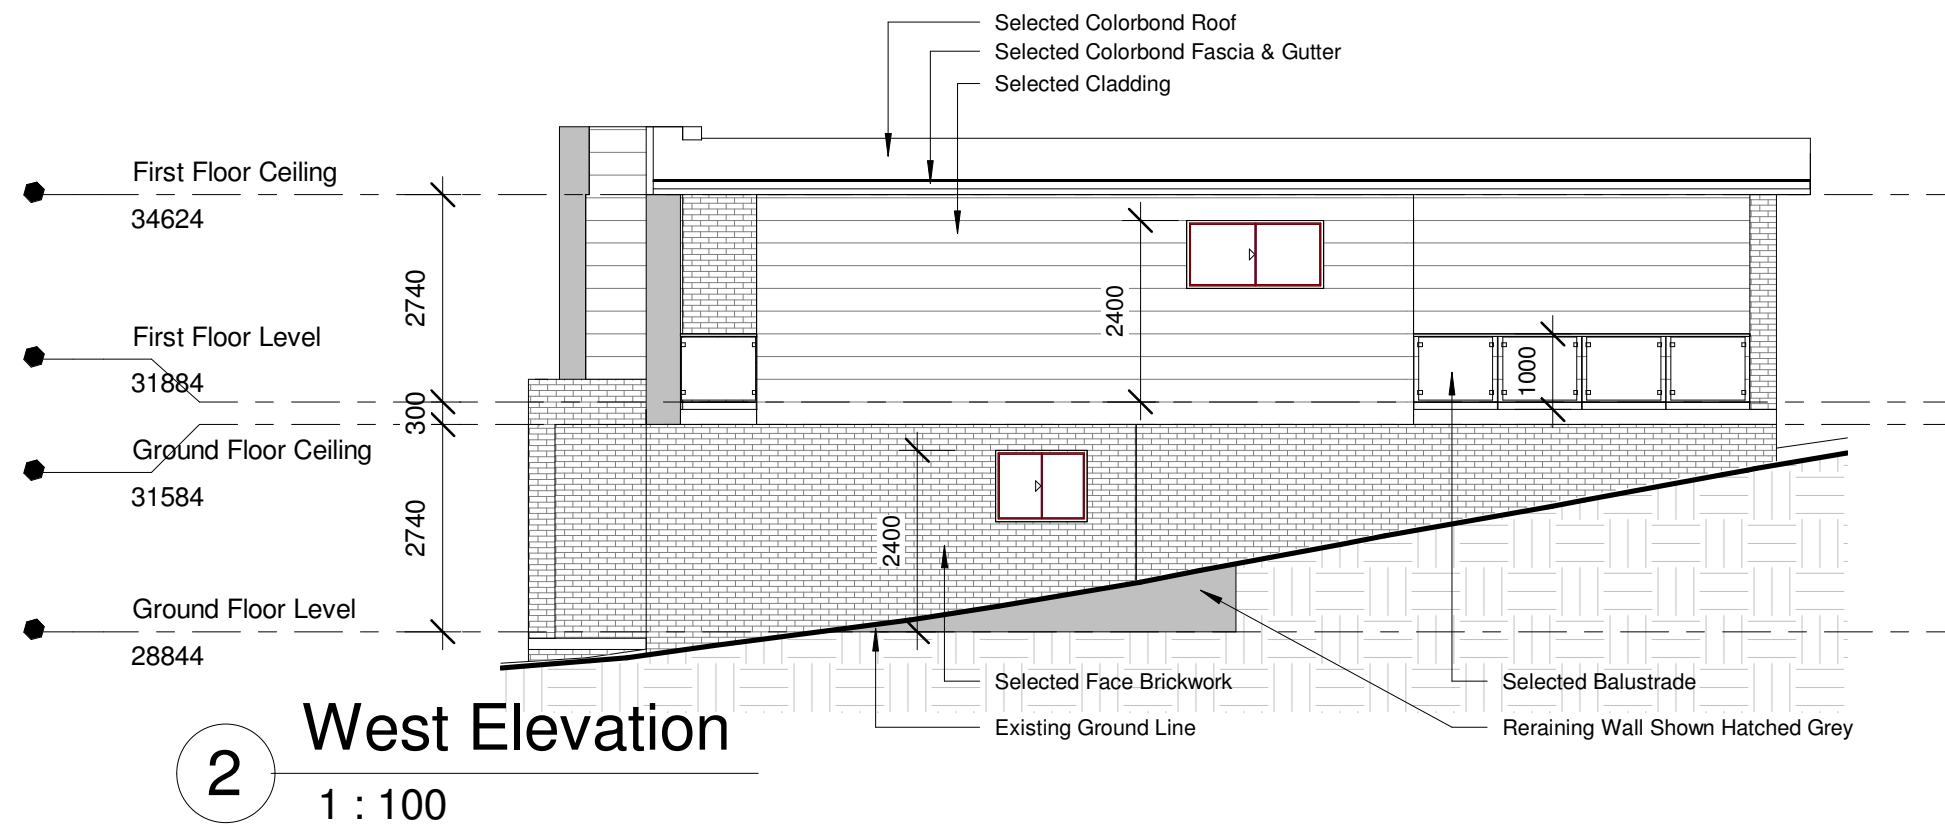 Selected Colorbond Roof
Selected Colorbond Fascia & Gutter
Selected Cladding
First Floor Ceiling
34624
2740
First Floor Level
31884
300
Ground Floor Ceiling
31584
2740
Ground Floor Level
28844
2400
1000
2400
Selected Face Brickwork
Existing Ground Line
Selected Balustrade
Reraining Wall Shown Hatched Grey
2
West Elevation
1 : 100